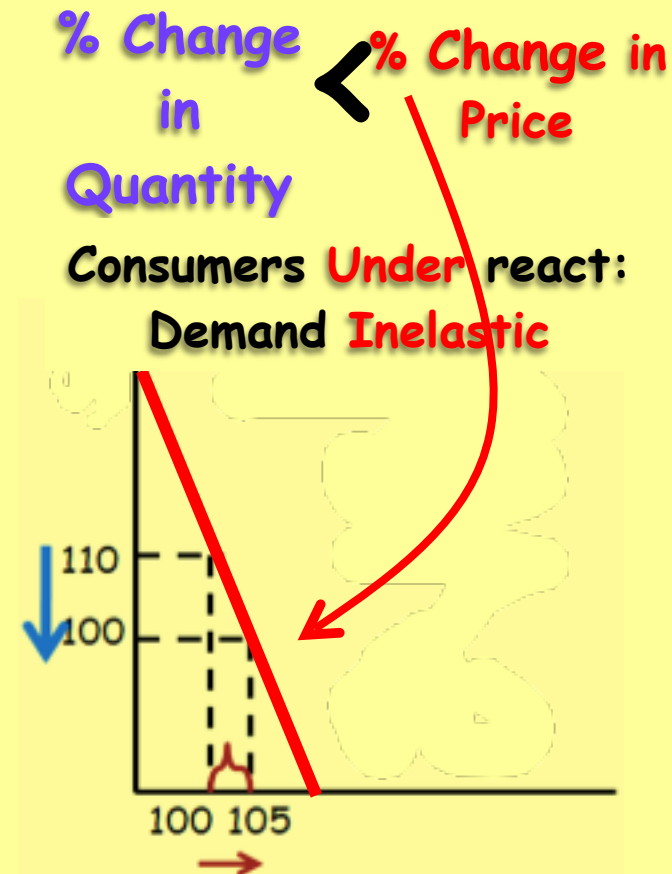 % Change
in
Quantity
<
% Change in
Price
Consumers Under react:
Demand Inelastic
110
100
100 105